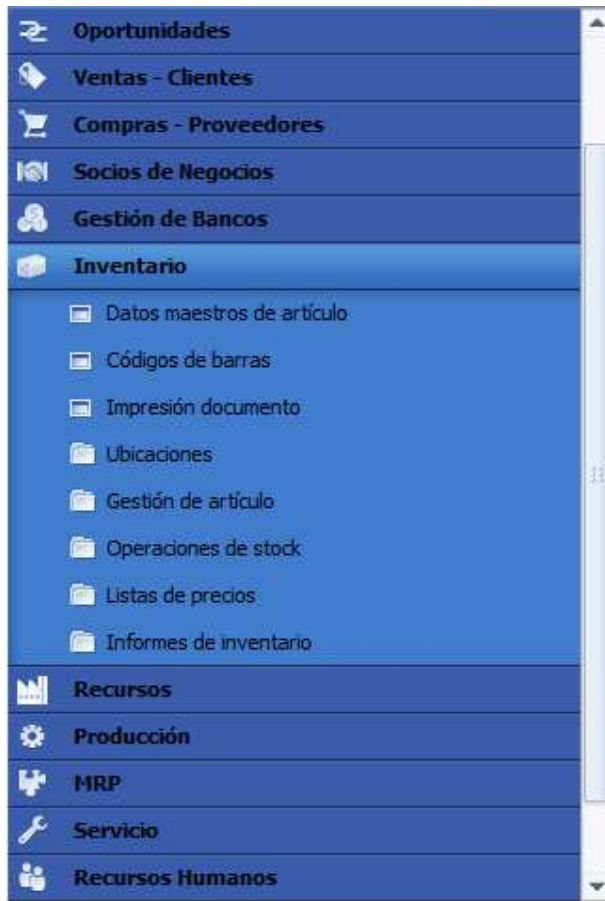 Oportunidades
Ventas - Clientes
Compras - Proveedores
Socios de Negocios
Gestión de Bancos
Inventario
Datos maestros de artículo
Códigos de barras
Impresión documento
Ubicaciones
Gestión de artículo
Operaciones de stock
Listas de precios
Informes de inventario
Recursos
Producción
MRP
Servicio
Recursos Humanos